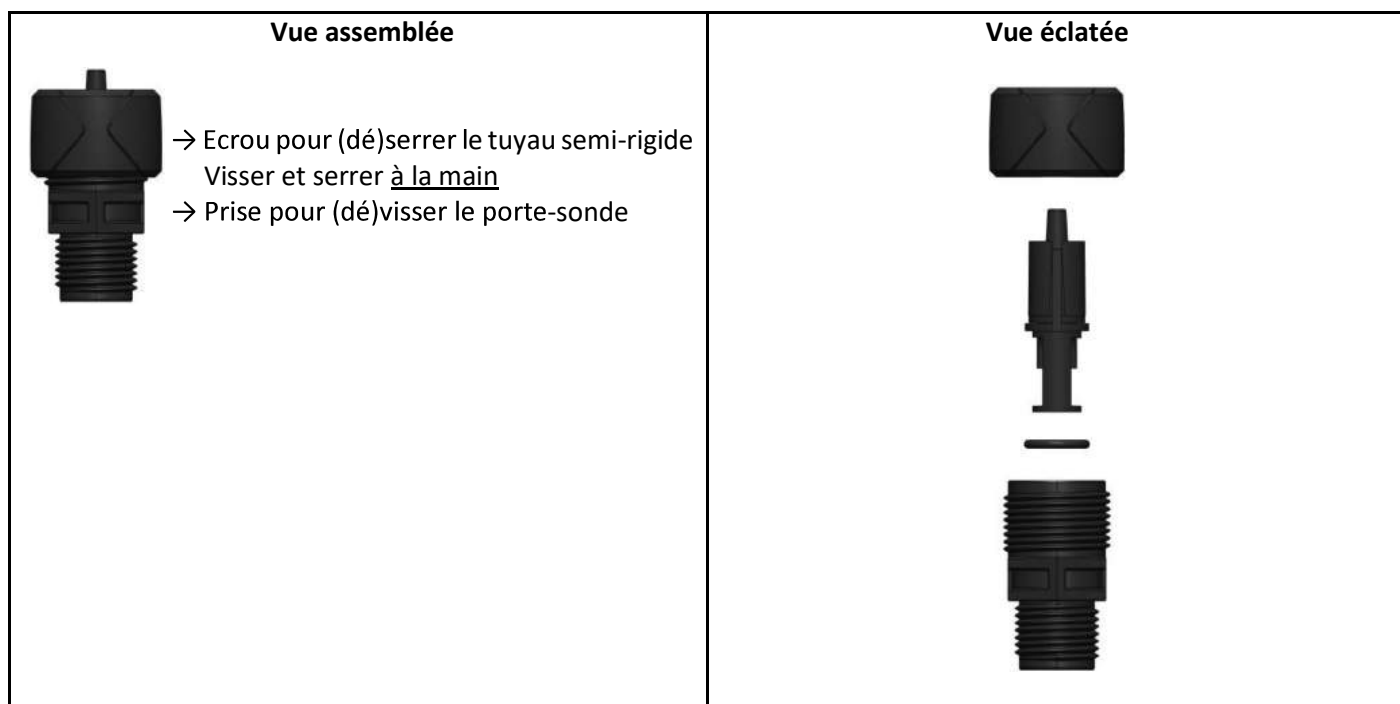 Vue assemblée
→ Ecrou pour (dé)serrer le tuyau semi-rigide
Visser et serrer à la main
→ Prise pour (dé)visser le porte-sonde
Vue éclatée